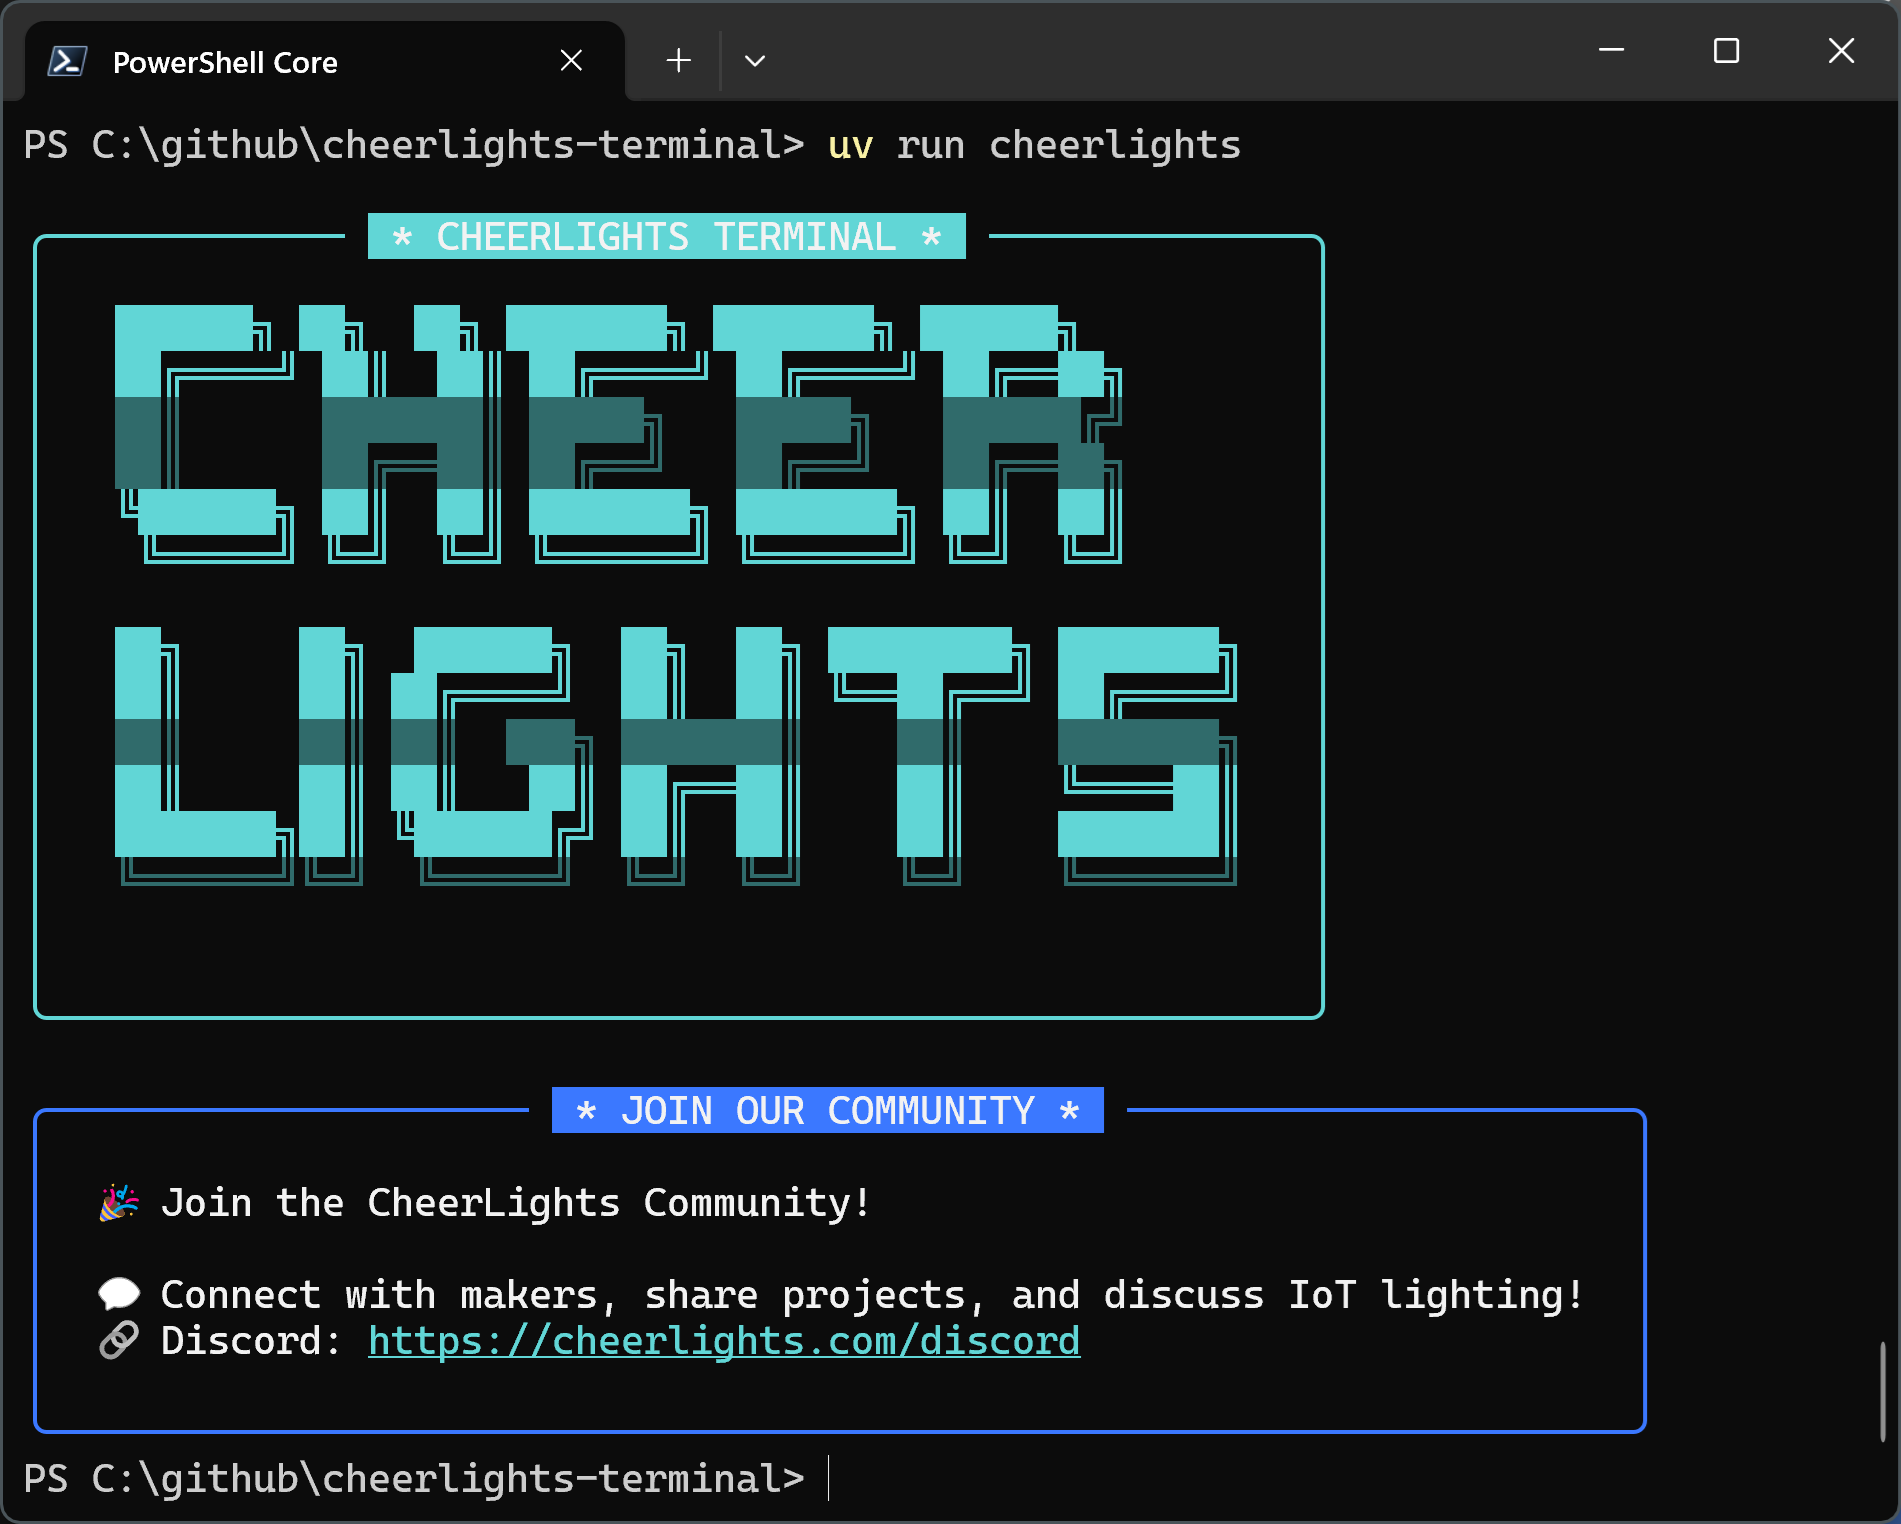 PowerShell Core
PS C:\github\cheerlights-terminal> uv run cheerlights
* CHEERLIGHTS TERMINAL *
CHEER
LIGHTS
* JOIN OUR COMMUNITY *
🎉 Join the CheerLights Community!
💬 Connect with makers, share projects, and discuss IoT lighting!
🔗 Discord: https://cheerlights.com/discord
PS C:\github\cheerlights-terminal>